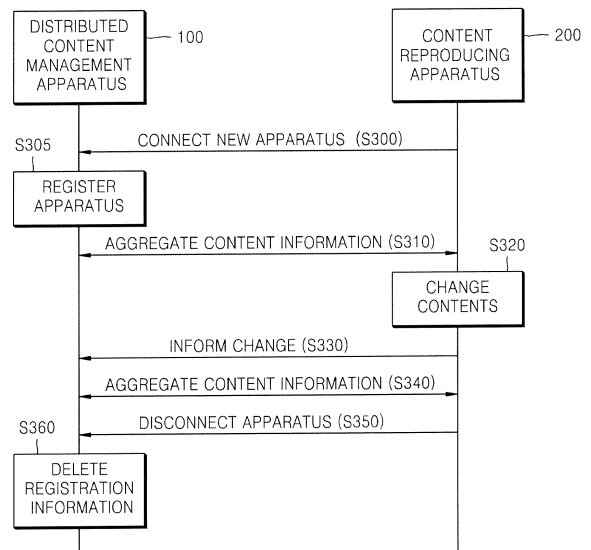 DISTRIBUTED
CONTENT
MANAGEMENT
APPARATUS
100
CONTENT
REPRODUCING
APPARATUS
200
CONNECT NEW APPARATUS (S300)
S305
REGISTER
APPARATUS
AGGREGATE CONTENT INFORMATION (S310)
S320
CHANGE
CONTENTS
INFORM CHANGE (S330)
AGGREGATE CONTENT INFORMATION (S340)
DISCONNECT APPARATUS (S350)
S360
DELETE
REGISTRATION
INFORMATION